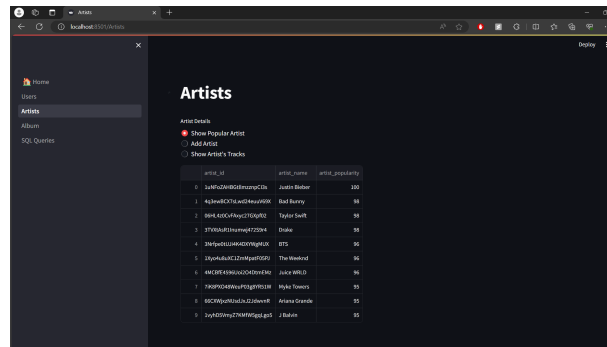 Artists
localhost:8501/Artists
Deploy
Home
Users
Artists
Album
SQL Queries
Artists
Artist Details
Show Popular Artist
Add Artist
Show Artist's Tracks
artist_id artist_name artist_popularity
0 Justin Bieber 100
1 Bad Bunny 98
2 Taylor Swift 98
3 Drake 98
4 BTS 96
5 The Weeknd 96
6 Juice WRLD 96
7 Myke Towers 95
8 Ariana Grande 95
9 J Balvin 95